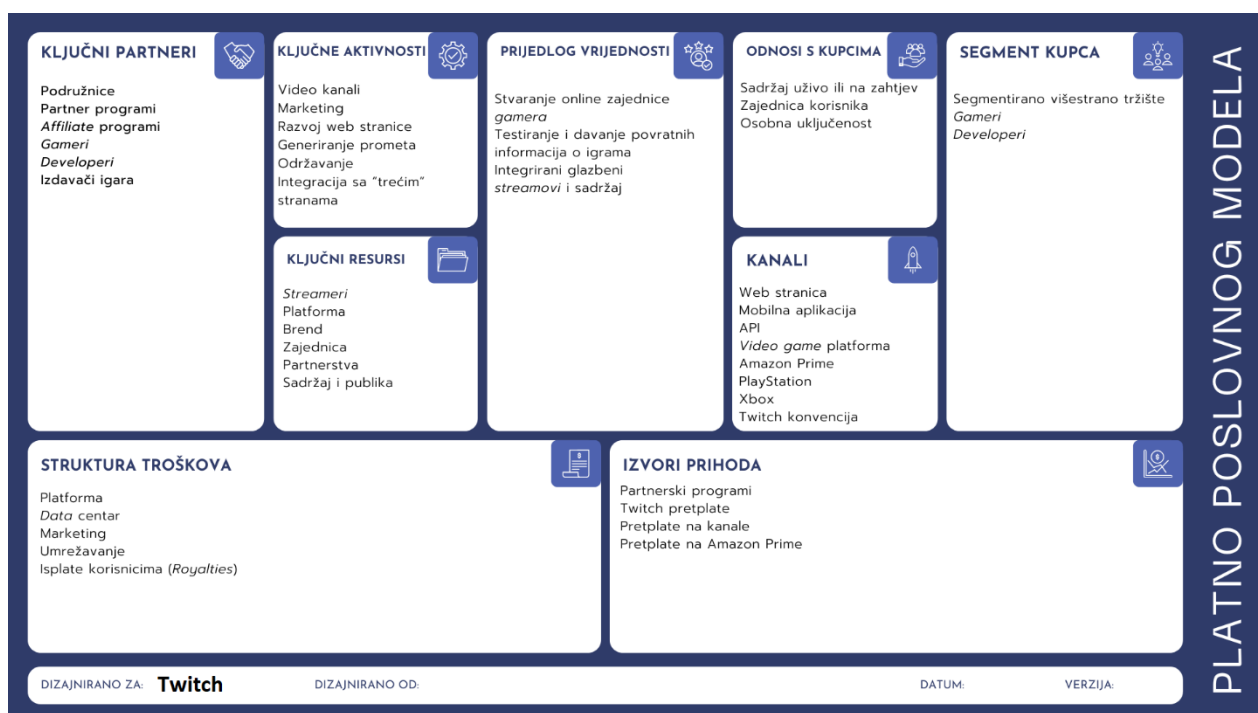 KLJUČNI PARTNERI
Podružnice
Partner programi
Affiliate programi
Gameri
Developeri
Izdavači igara
KLJUČNE AKTIVNOSTI
Video kanali
Marketing
Razvoj web stranice
Generiranje prometa
Održavanje
Integracija sa “trećim”
stranama
KLJUČNI RESURSI
Streameri
Platforma
Brend
Zajednica
Partnerstva
Sadržaj i publika
PRIJEDLOG VRIJEDNOSTI
Stvaranje online zajednice
gamera
Testiranje i davanje povratnih
informacija o igrama
Integrirani glazbeni
streamovi i sadržaj
ODNOSI S KUPCIMA
Sadržaj uživo ili na zahtjev
Zajednica korisnika
Osobna uključenost
KANALI
Web stranica
Mobilna aplikacija
API
Video game platforma
Amazon Prime
PlayStation
Xbox
Twitch konvencija
SEGMENT KUPCA
Segmentirano višestrano tržište
Gameri
Developeri
STRUKTURA TROŠKOVA
Platforma
Data centar
Marketing
Umrežavanje
Isplate korisnicima (Royalties)
IZVORI PRIHODA
Partnerski programi
Twitch pretplate
Pretplate na kanale
Pretplate na Amazon Prime
DIZAJNIRANO ZA: Twitch
DIZAJNIRANO OD:
DATUM:
VERZIJA:
PLATNO POSLOVNOG MODELA